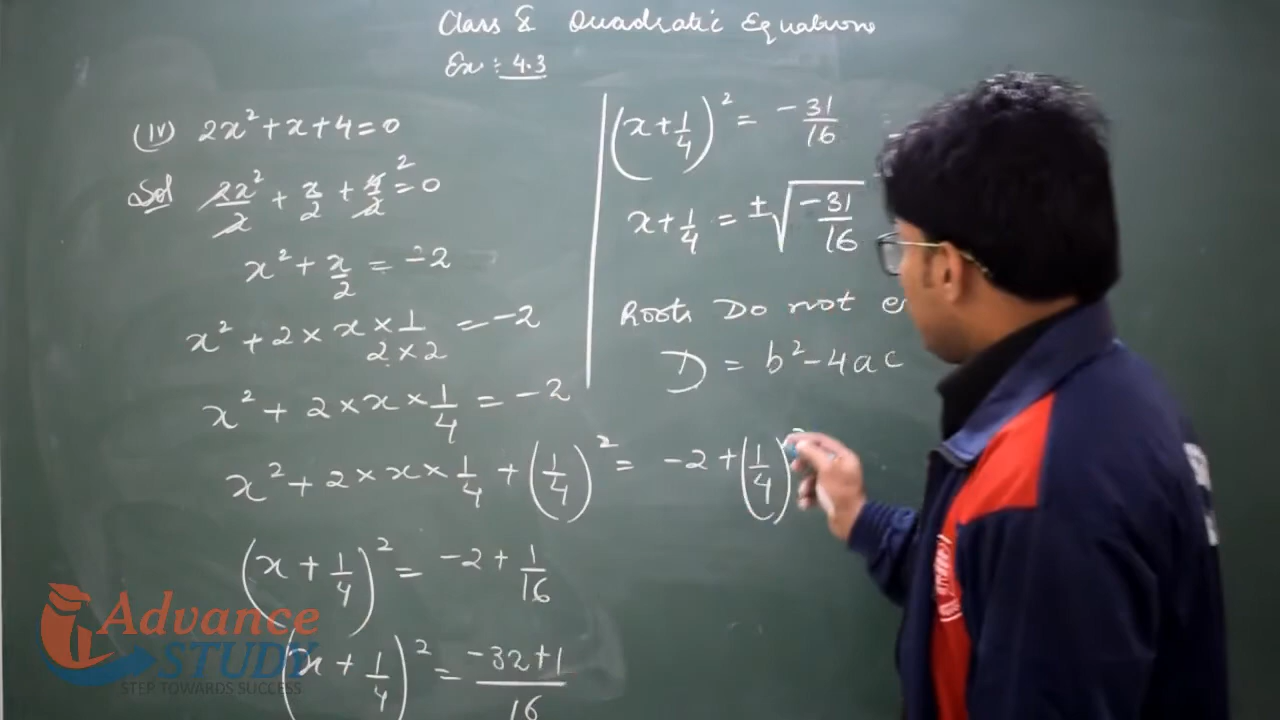 Class 8 Quadratic Equations
Ex : 4.3
(iv) 2x² + x + 4 = 0
Sol 2x²/2 + x/2 + 4/2 2 = 0
x² + x/2 = -2
x² + 2 × x × 1/2×2 = -2
x² + 2 × x × 1/4 = -2
x² + 2 × x × 1/4 + (1/4)² = -2 + (1/4)²
(x + 1/4)² = -2 + 1/16
(x + 1/4)² = -32+1/16
(x + 1/4)² = -31/16
x + 1/4 = ±√-31/16
Roots Do not
D = b² - 4ac
Advance
STUDY
STEP TOWARDS SUCCESS